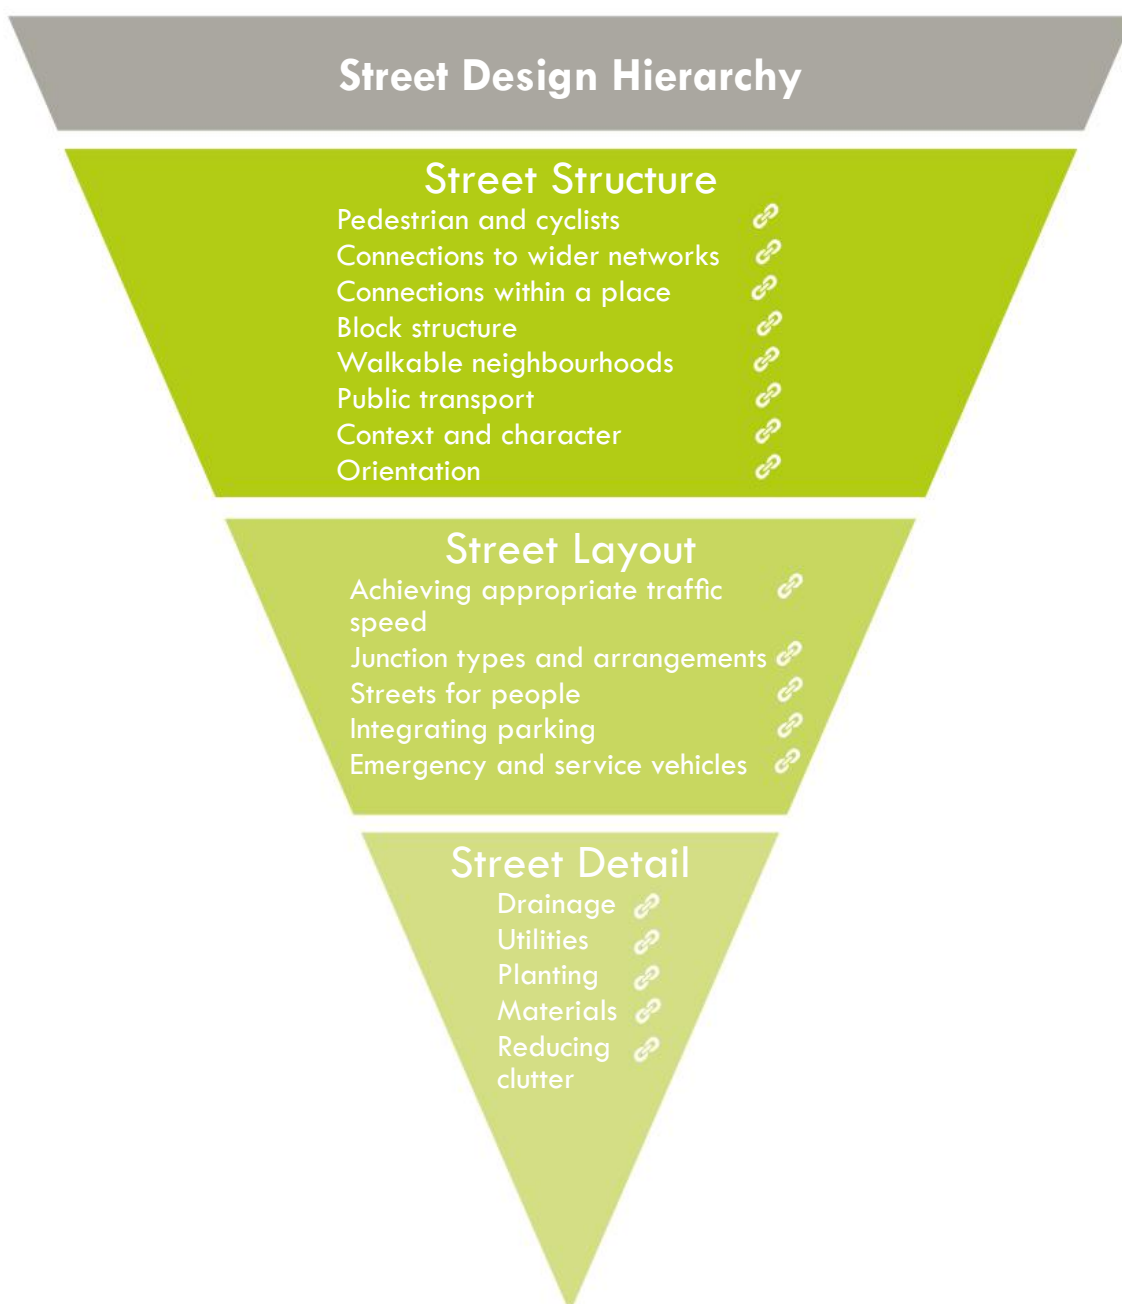 Street Design Hierarchy
Street Structure
Pedestrian and cyclists
Connections to wider networks
Connections within a place
Block structure
Walkable neighbourhoods
Public transport
Context and character
Orientation
Street Layout
Achieving appropriate traffic
speed
Junction types and arrangements
Streets for people
Integrating parking
Emergency and service vehicles
Street Detail
Drainage
Utilities
Planting
Materials
Reducing
clutter